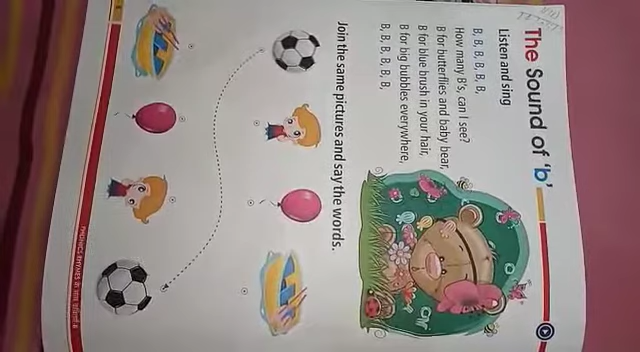 The Sound of 'b'
Listen and sing
B, B, B, B, B, B,
How many B's, can I see?
B for butterflies and baby bear,
B for blue brush in your hair,
B for big bubbles everywhere,
B, B, B, B, B, B,
Join the same pictures and say the words.